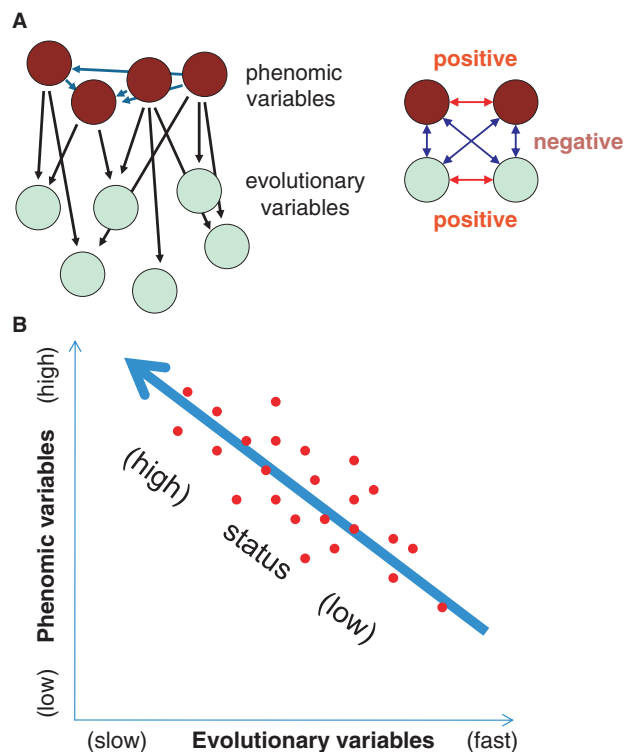 A
phenomic
variables
evolutionary
variables
positive
negative
positive
B
(high)
Phenomic variables
(low)
(high)
status
(low)
(slow)
Evolutionary variables
(fast)